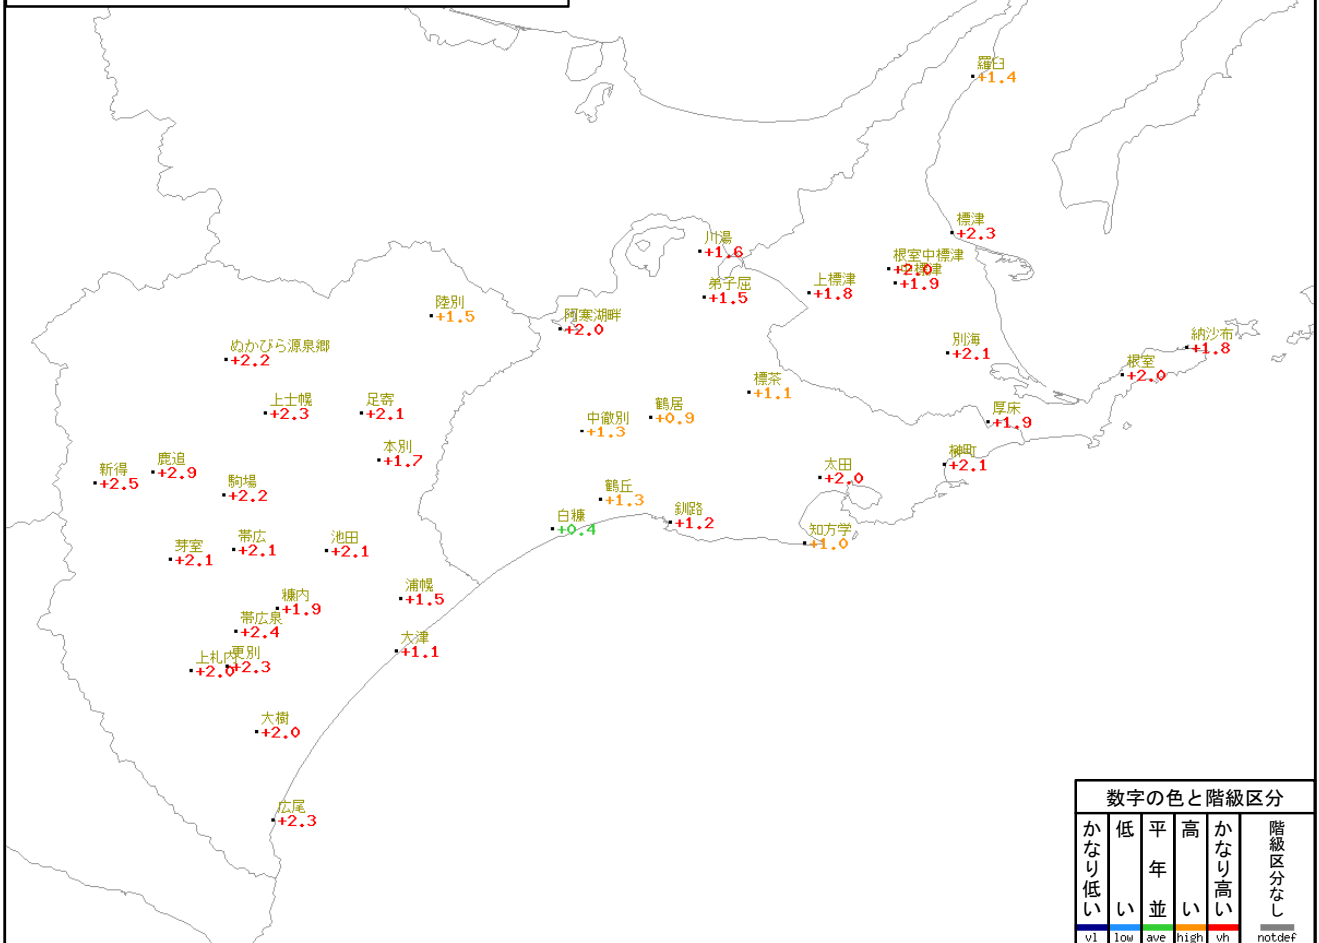 羅臼
+1.4
標津
+2.3
川湯
+1.6
根室中標津
+2.0
中標津
+1.9
弟子屈
+1.5
上標津
+1.8
陸別
+1.5
阿寒湖畔
+2.0
納沙布
+1.8
別海
+2.1
ぬかびら源泉郷
+2.2
根室
+2.0
標茶
+1.1
上士幌
+2.3
足寄
+2.1
鶴居
+0.9
厚床
+1.9
中徹別
+1.3
本別
+1.7
榊町
+2.1
鹿追
+2.9
新得
+2.5
太田
+2.0
駒場
+2.2
鶴丘
+1.3
釧路
+1.2
白糠
+0.4
知方学
+1.0
帯広
+2.1
池田
+2.1
芽室
+2.1
浦幌
+1.5
糠内
+1.9
帯広泉
+2.4
大津
+1.1
更別
+2.3
上札内
+2.0
大樹
+2.0
広尾
+2.3
数字の色と階級区分
かなり低い
低い
平年並
高い
かなり高い
階級区分なし
vl low ave high vh notdef